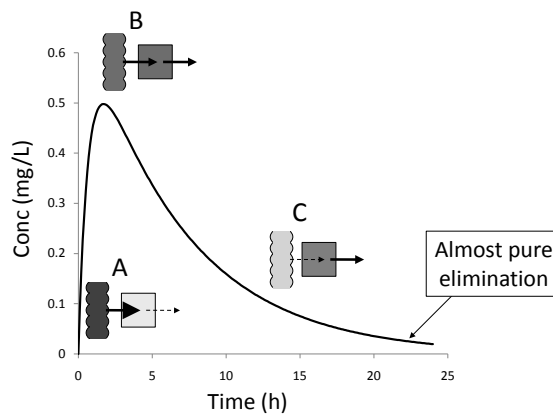 B
0.6
0.5
0.4
0.3
0.2
0.1
0
Conc (mg/L)
A
C
Almost pure
elimination
0 5 10 15 20 25
Time (h)